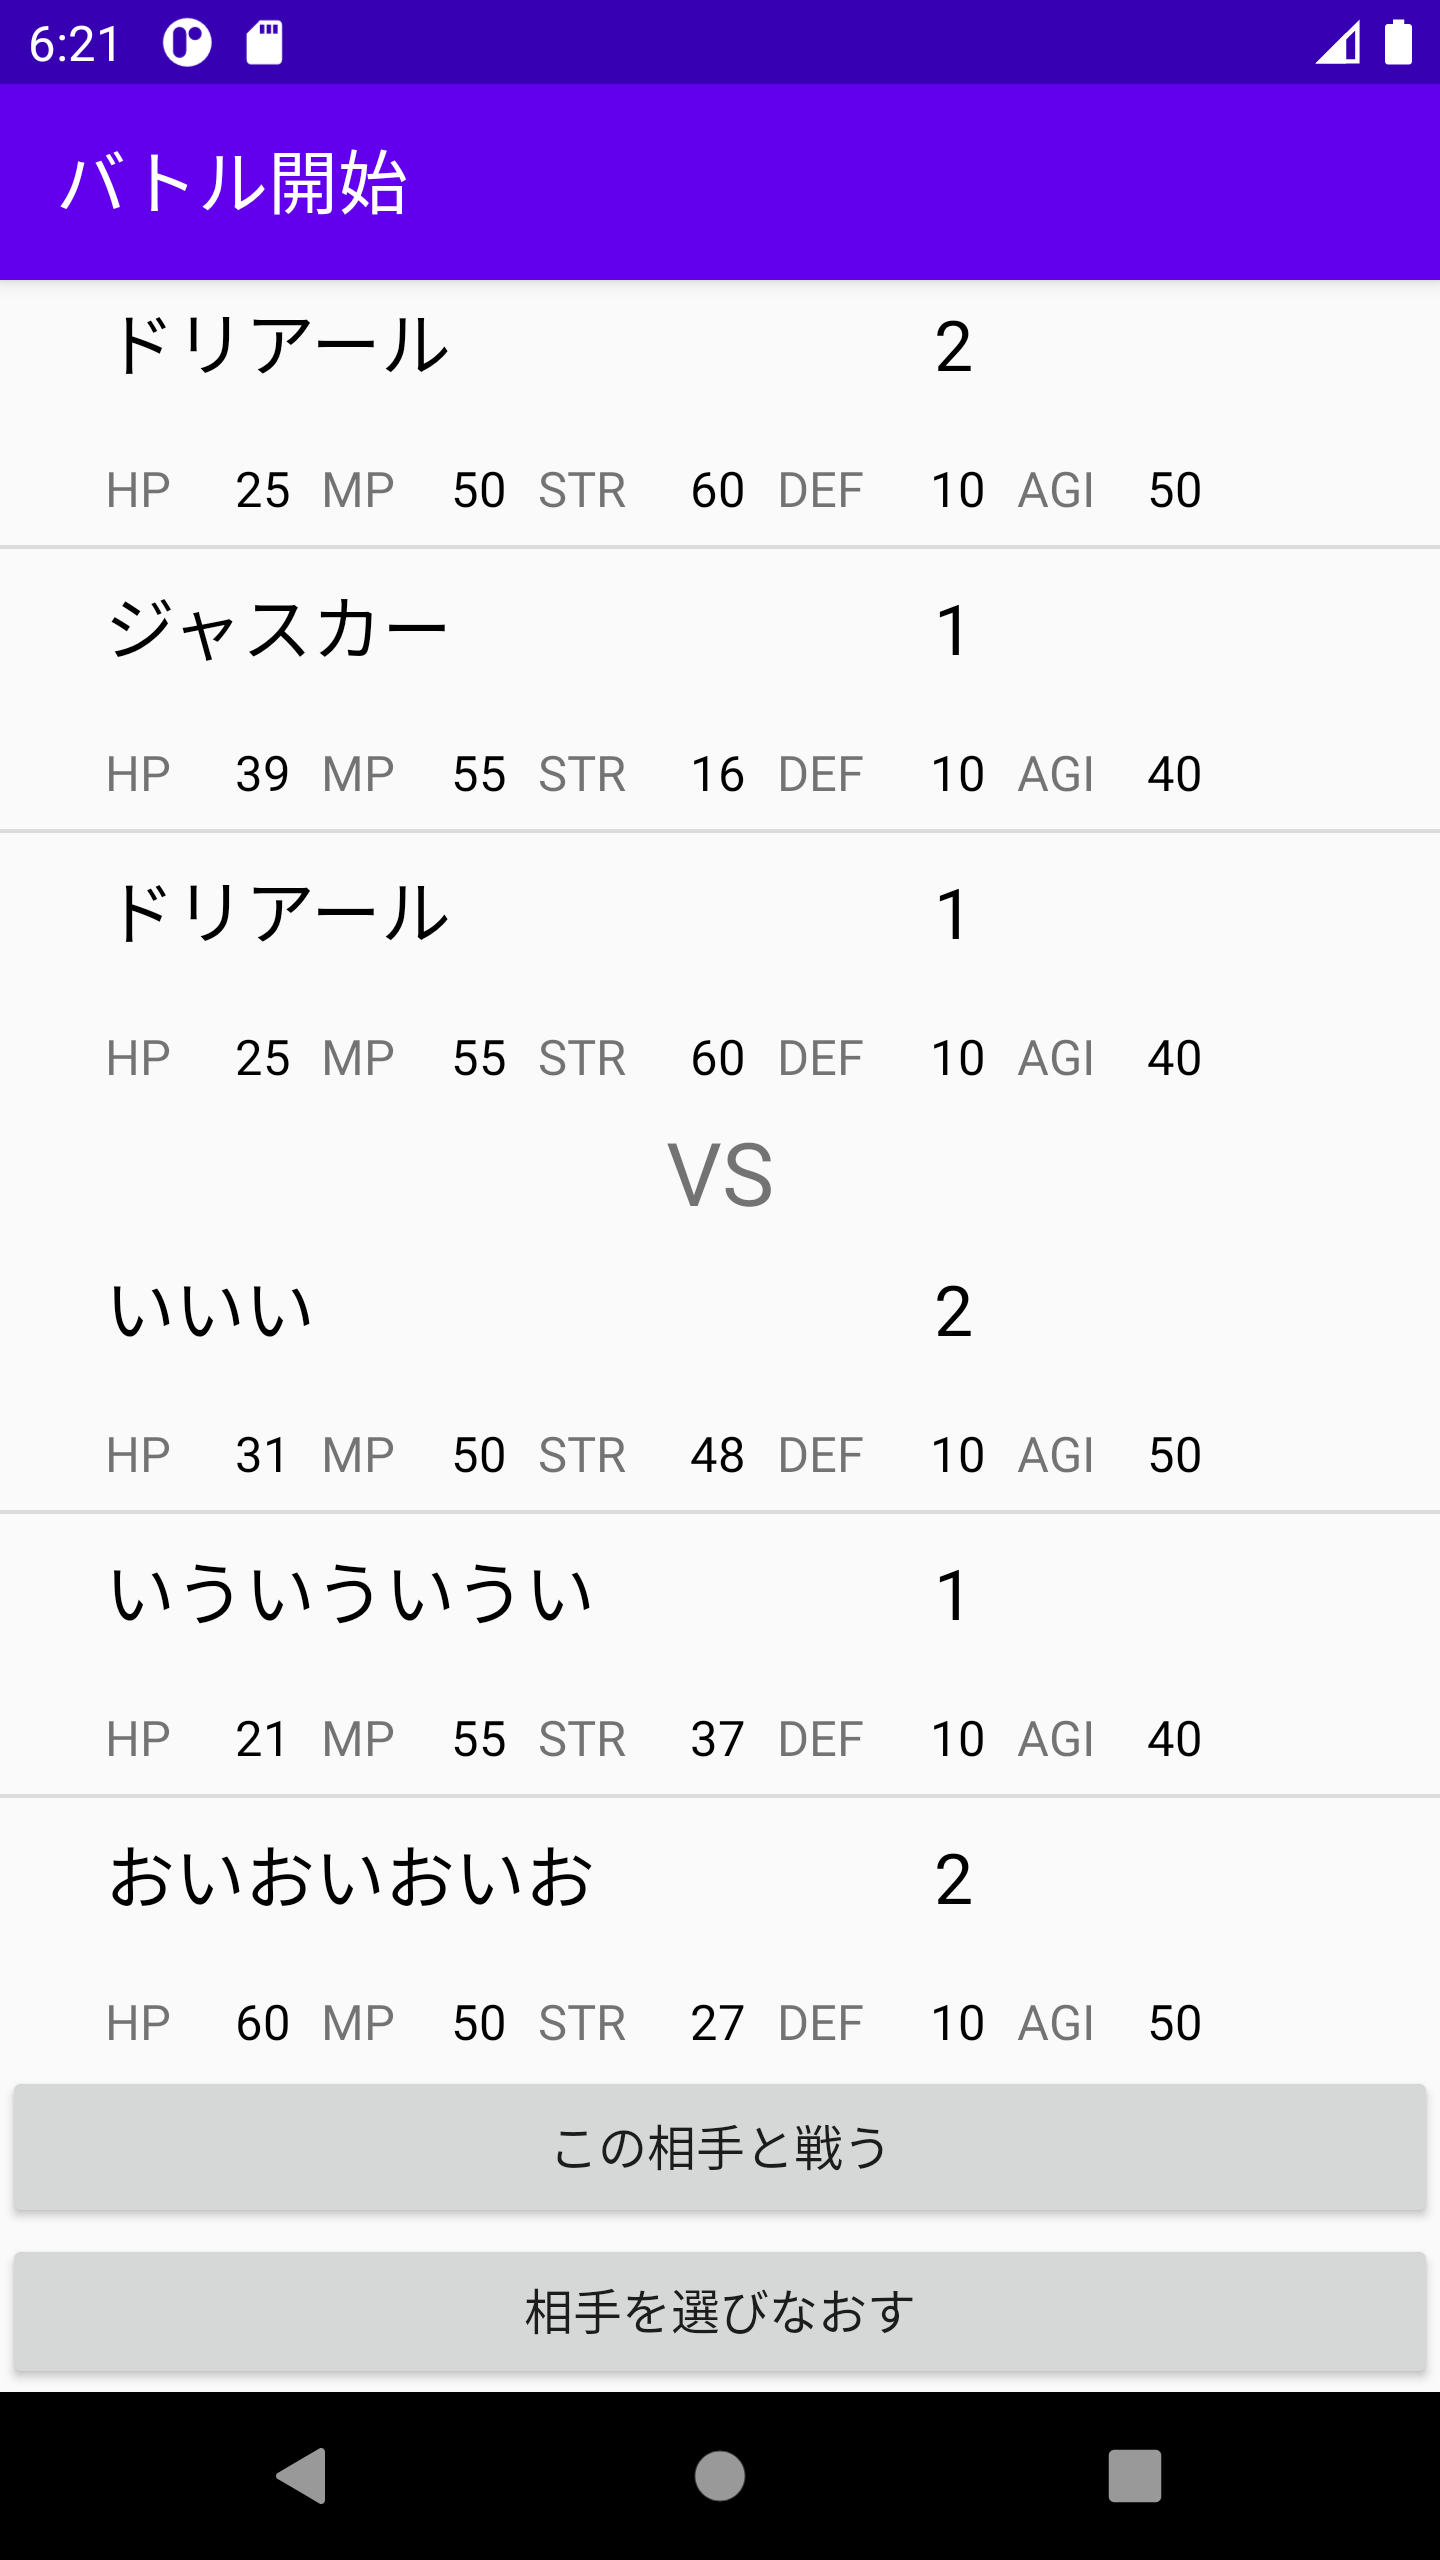 6:21
バトル開始
ドリアール 2
HP 25 MP 50 STR 60 DEF 10 AGI 50
ジャスカー 1
HP 39 MP 55 STR 16 DEF 10 AGI 40
ドリアール 1
HP 25 MP 55 STR 60 DEF 10 AGI 40
VS
いいい 2
HP 31 MP 50 STR 48 DEF 10 AGI 50
いういういうい 1
HP 21 MP 55 STR 37 DEF 10 AGI 40
おいおいおいお 2
HP 60 MP 50 STR 27 DEF 10 AGI 50
この相手と戦う
相手を選びなおす